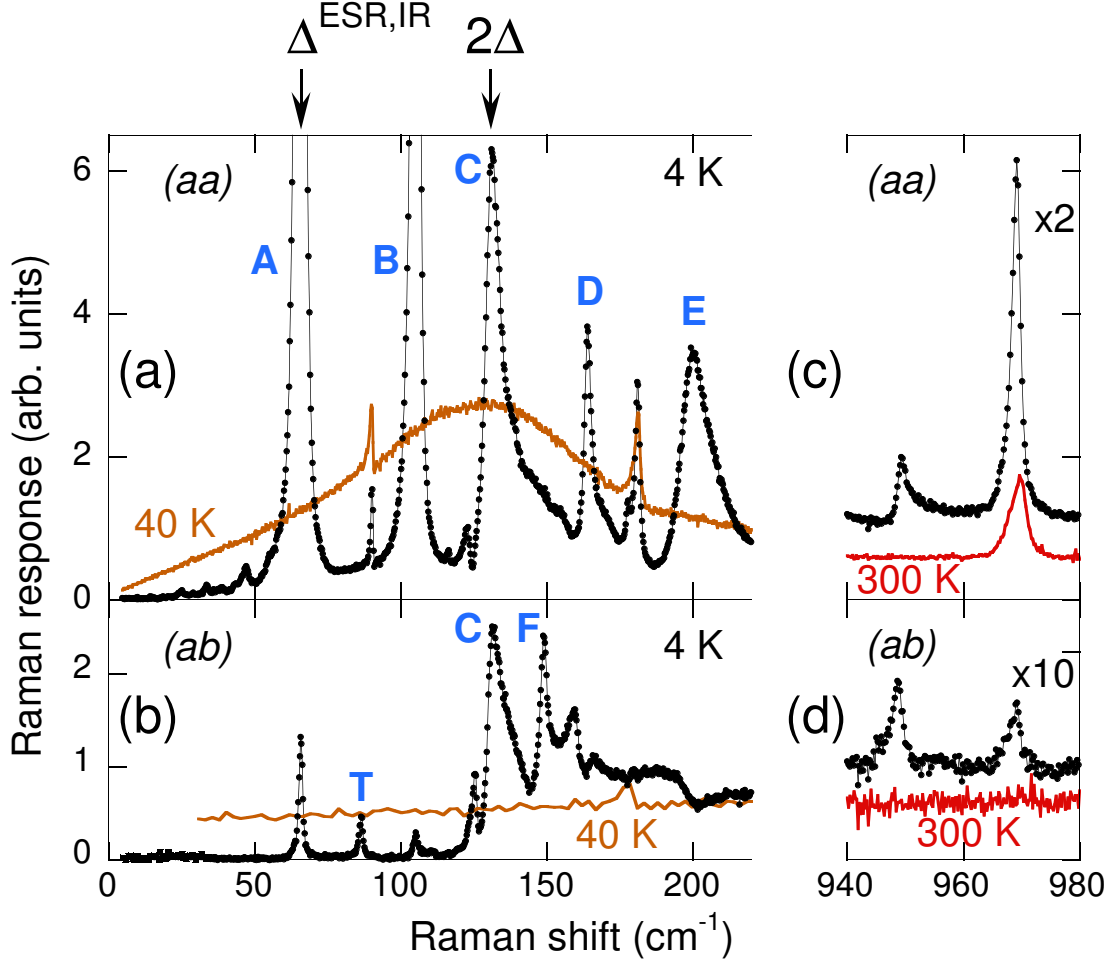 Δ ESR,IR 2Δ
(aa) 4 K (aa)
C x2
A B
D
E
(a) (c)
40 K
300 K
6
4
2
0
(ab) C F 4 K (ab)
x10
(b) (d)
T
40 K 300 K
2
1
0
0 50 100 150 200 940 960 980
Raman shift (cm-1)
Raman response (arb. units)